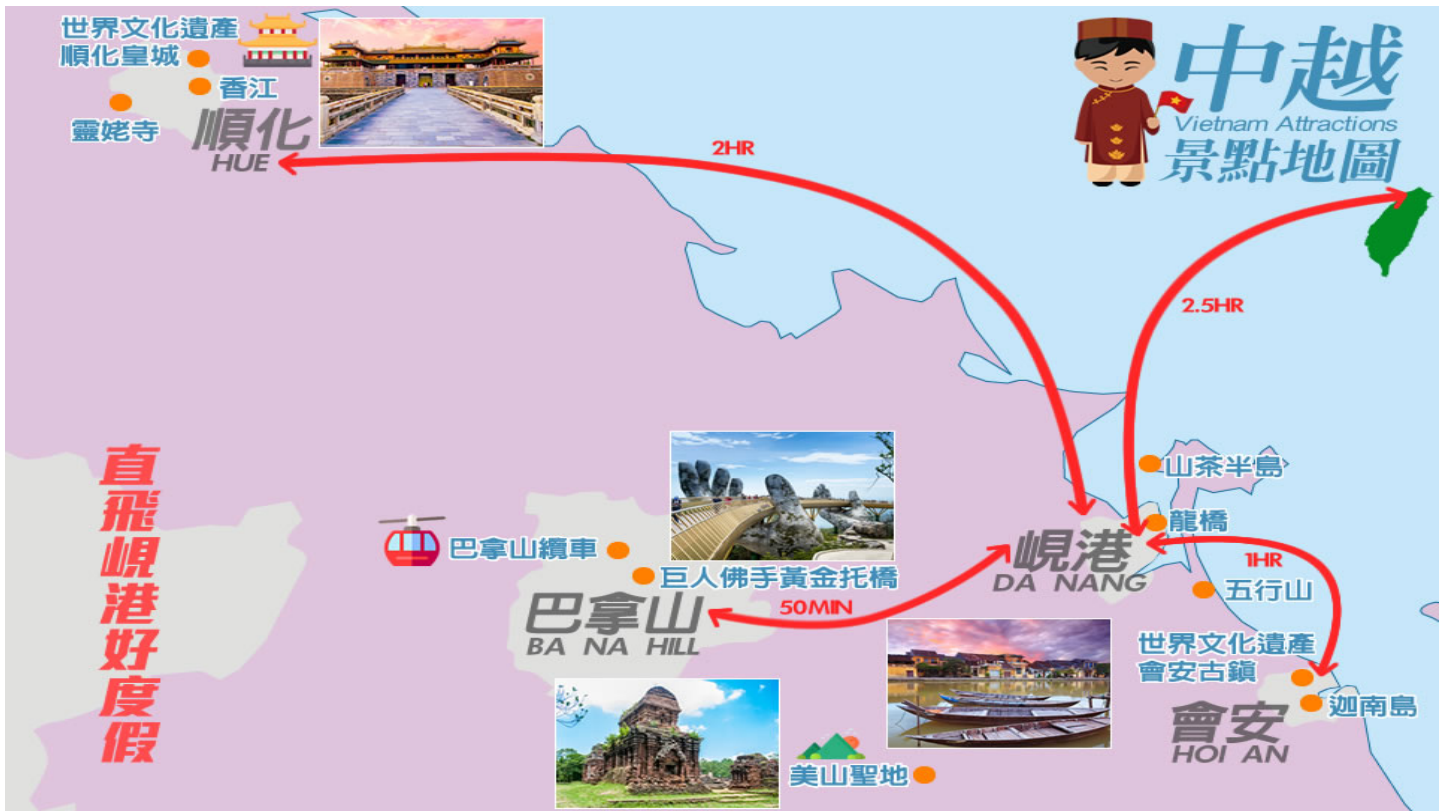 世界文化遺產
順化皇城
香江
靈姥寺
順化
HUE
中越
Vietnam Attractions
景點地圖
2HR
2.5HR
直飛峴港好度假
山茶半島
龍橋
峴港
DA NANG
1HR
五行山
巴拿山纜車
巨人佛手黃金托橋
50MIN
巴拿山
BA NA HILL
世界文化遺產
會安古鎮
迦南島
會安
HOI AN
美山聖地